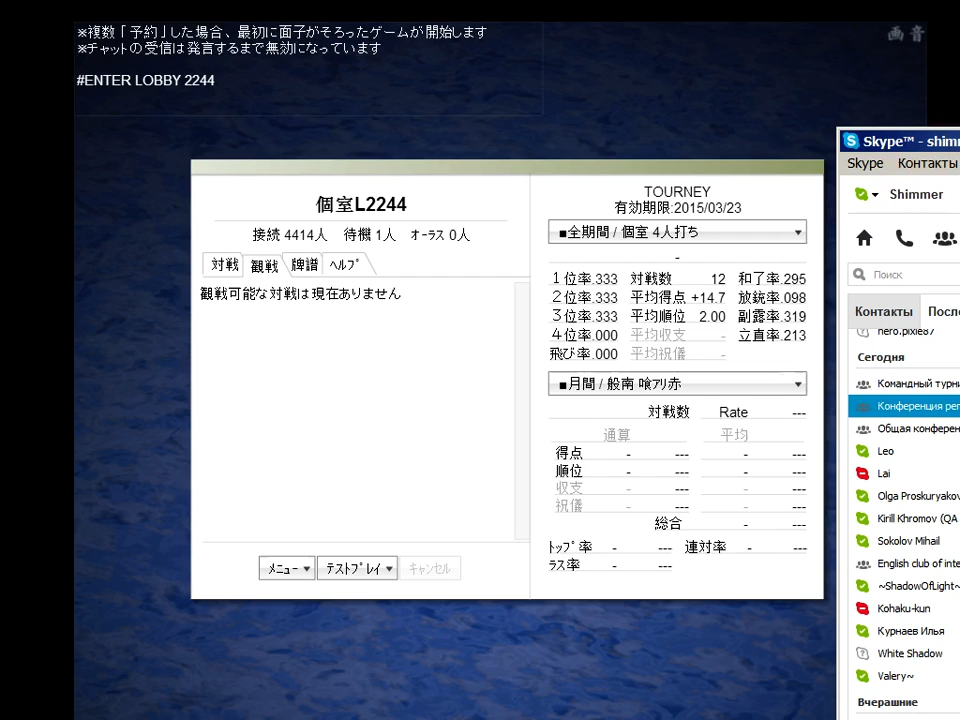 ※複数「予約」した場合、最初に面子がそろったゲームが開始します
※チャットの受信は発言するまで無効になっています
#ENTER LOBBY 2244
画 音
個室L2244
接続 4414人 待機 1人 オーラス 0人
対戦 観戦 牌譜 ヘルプ
観戦可能な対戦は現在ありません
メニュー▼ テストプレイ▼ キャンセル
TOURNEY
有効期限:2015/03/23
■全期間 / 個室 4人打ち
-
1位率.333 対戦数 12 和了率.295
2位率.333 平均得点 +14.7 放銃率.098
3位率.333 平均順位 2.00 副露率.319
4位率.000 平均収支 - 立直率.213
飛び率.000 平均祝儀 -
■月間 / 般南 喰アリ赤
対戦数 Rate ---
通算 平均
得点 - --- - ---
順位 - --- - ---
収支 - --- - ---
祝儀 - --- - ---
総合 - ---
トップ率 - --- 連対率 - ---
ラス率 - ---
Skype™ - shimm
Skype Контакты
Shimmer
Поиск
Контакты После
nero.pixie87
Сегодня
Командный турни
Конференция рег
Общая конферен
Leo
Lai
Olga Proskuryakov
Kirill Khromov (QA
Sokolov Mihail
English club of inte
~ShadowOfLight~
Kohaku-kun
Курнаев Илья
White Shadow
Valery~
Вчерашние